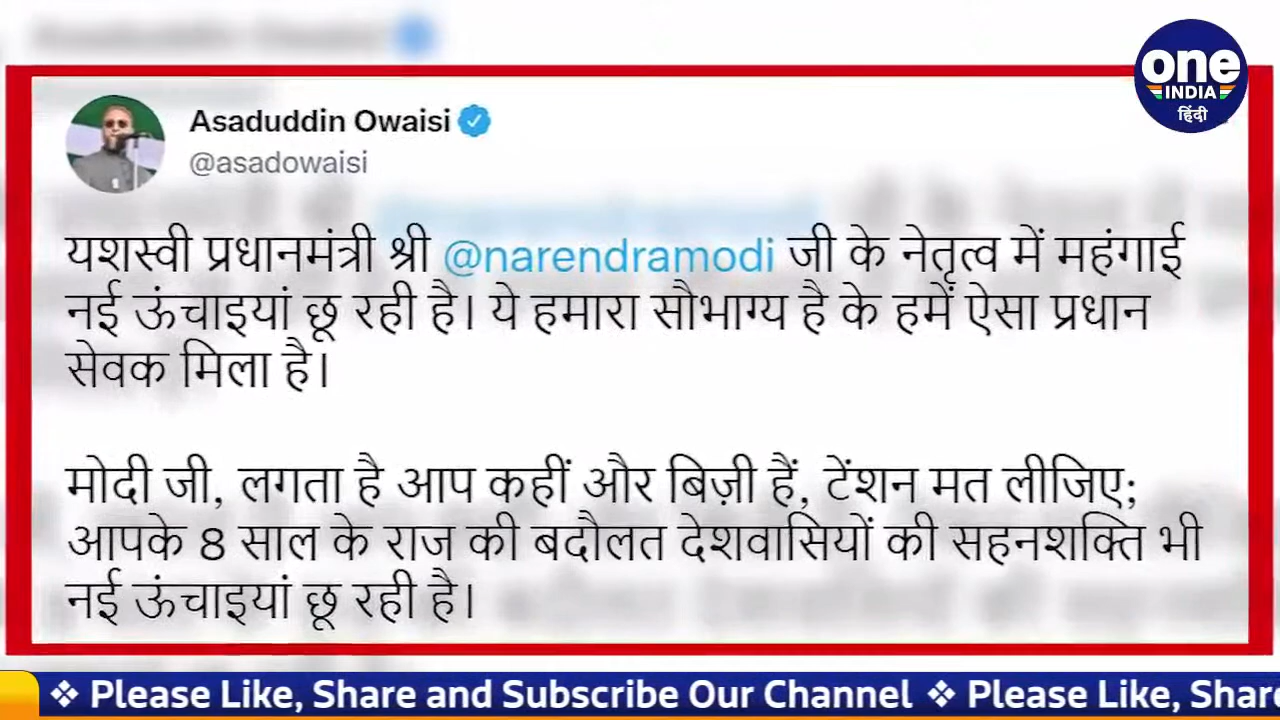 one
INDIA
हिंदी
Asaduddin Owaisi
@asadowaisi
यशस्वी प्रधानमंत्री श्री @narendramodi जी के नेतृत्व में महंगाई
नई ऊंचाइयां छू रही है। ये हमारा सौभाग्य है के हमें ऐसा प्रधान
सेवक मिला है।
मोदी जी, लगता है आप कहीं और बिज़ी हैं, टेंशन मत लीजिए;
आपके 8 साल के राज की बदौलत देशवासियों की सहनशक्ति भी
नई ऊंचाइयां छू रही है।
❖ Please Like, Share and Subscribe Our Channel ❖ Please Like, Share